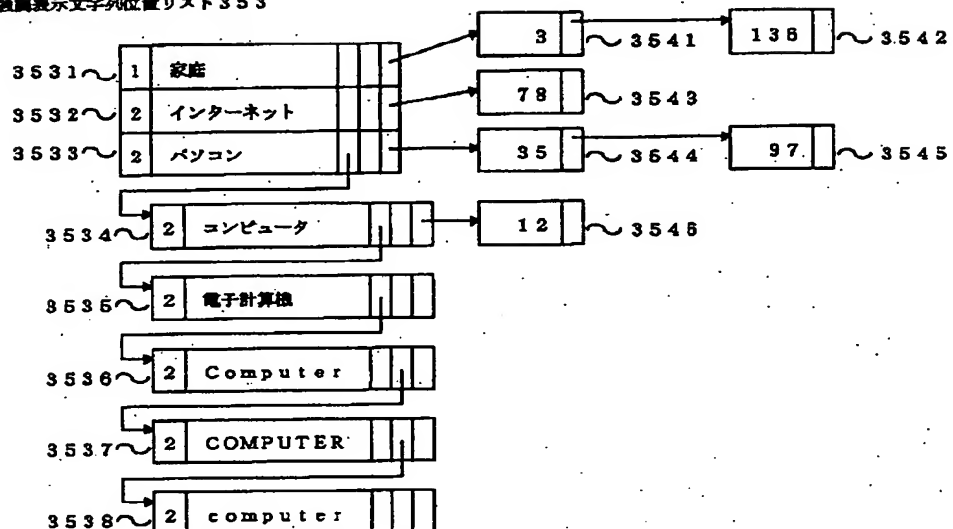 強調表示文字列位置リスト353
3531 1 家庭 3 3541 136 3542
3532 2 インターネット 78 3543
3533 2 パソコン 35 3544 97 3545
3534 2 コンピュータ 12 3546
3535 2 電子計算機
3536 2 Computer
3537 2 COMPUTER
3538 2 computer